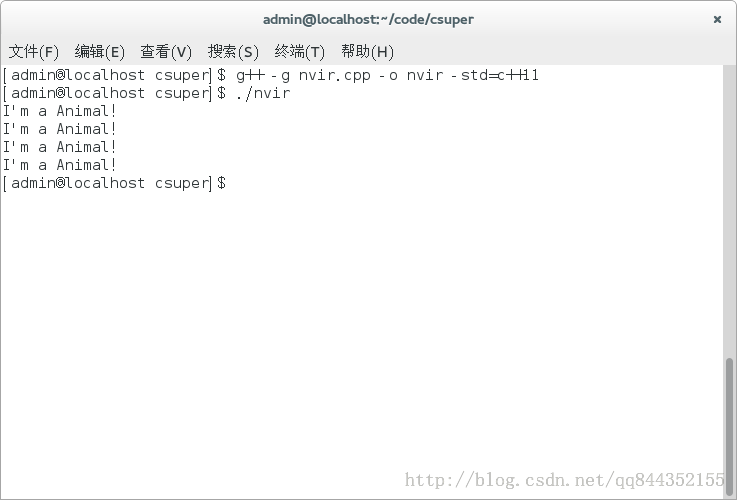 admin@localhost:~/code/csuper ×
文件(F) 编辑(E) 查看(V) 搜索(S) 终端(T) 帮助(H)
[admin@localhost csuper]$ g++ -g nvir.cpp -o nvir -std=c++11
[admin@localhost csuper]$ ./nvir
I'm a Animal!
I'm a Animal!
I'm a Animal!
I'm a Animal!
[admin@localhost csuper]$
http://blog.csdn.net/qq844352155